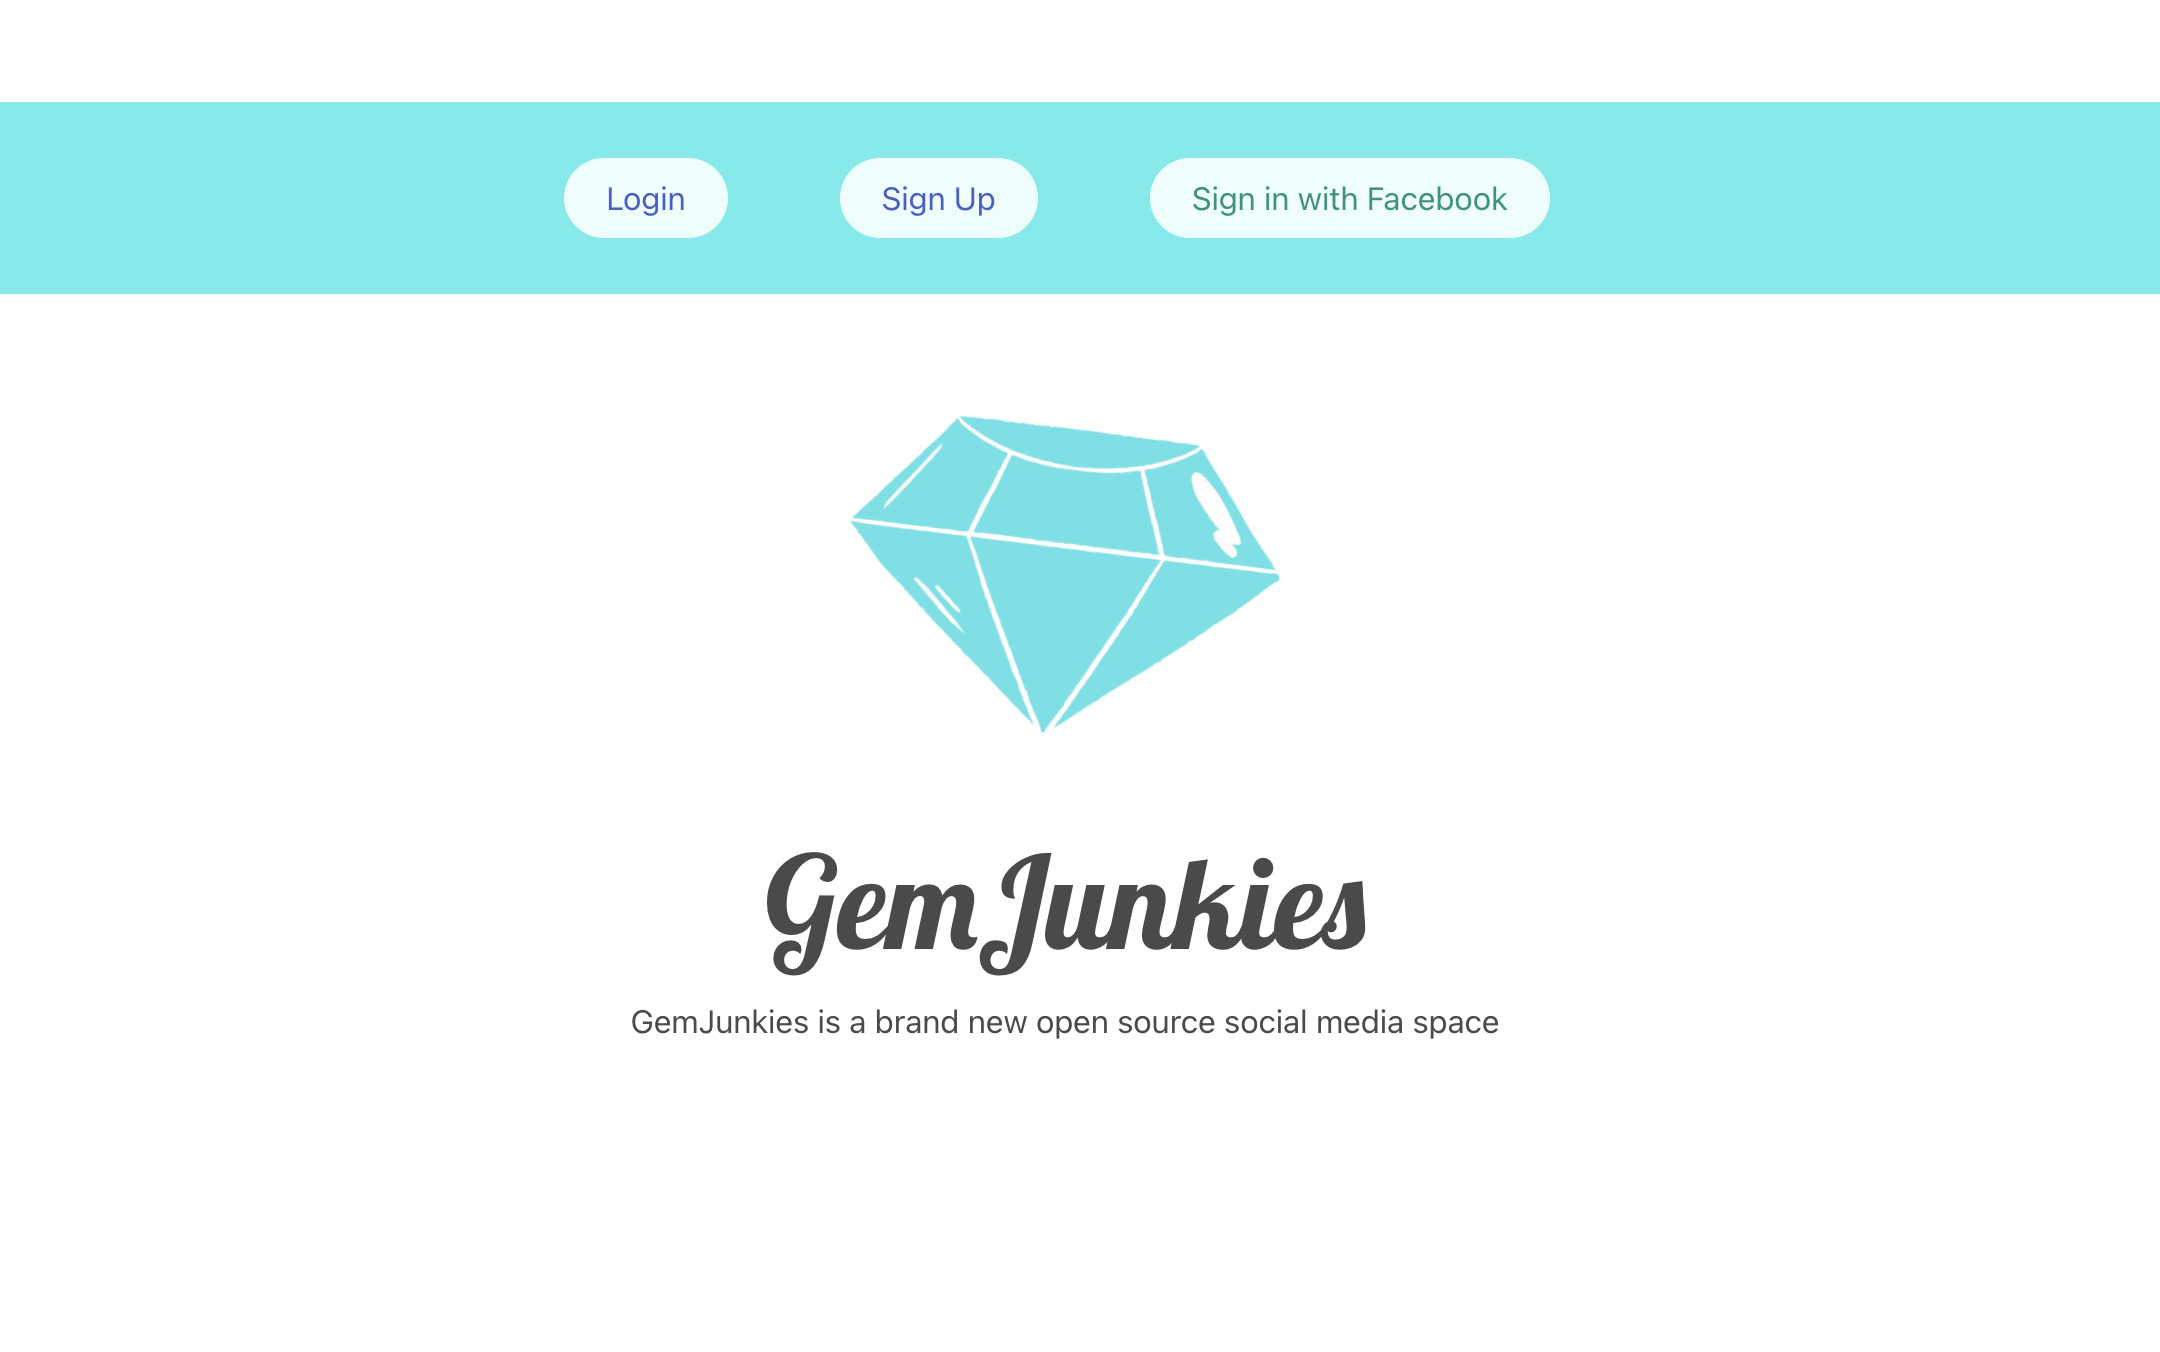 Login
Sign Up
Sign in with Facebook
GemJunkies
GemJunkies is a brand new open source social media space